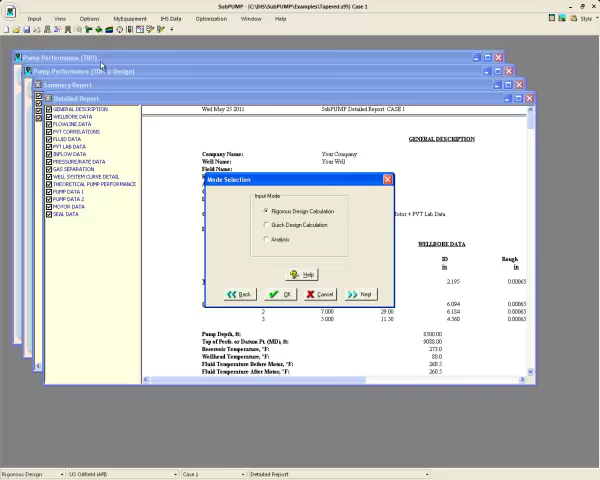 SubPUMP - [C:\IHS\SubPUMP\Examples\Tapered.s95] Case 1
Input View Options MyEquipment IHS Data Optimization Window Help
Style
Pump Performance (TDH)
Pump Performance (TDH @ Design)
Summary Report
Detailed Report
GENERAL DESCRIPTION
WELLBORE DATA
FLOWLINE DATA
PVT CORRELATIONS
FLUID DATA
PVT LAB DATA
INFLOW DATA
PRESSURE/RATE DATA
GAS SEPARATION
WELL SYSTEM CURVE DETAIL
THEORETICAL PUMP PERFORMANCE
PUMP DATA 1
PUMP DATA 2
MOTOR DATA
SEAL DATA
Wed May 25 2011 SubPUMP Detailed Report. CASE 1
GENERAL DESCRIPTION
Company Name: Your Company
Well Name: Your Well
Field Name:
Motor + PVT Lab Data
WELLBORE DATA
ID Rough
in in
2.195 0.00065
6.094 0.00065
2 7.000 29.00 6.184 0.00065
3 5.000 11.50 4.560 0.00065
Pump Depth, ft: 8500.00
Top of Perfs. or Datum Pt. (MD), ft: 9088.00
Reservoir Temperature, °F: 273.0
Wellhead Temperature, °F: 80.0
Fluid Temperature Before Motor, °F: 260.5
Fluid Temperature After Motor, °F: 260.5
Mode Selection
Input Mode
Rigorous Design Calculation
Quick Design Calculation
Analysis
Help
Back OK Cancel Next
Rigorous Design US Oilfield (API) Case 1 Detailed Report